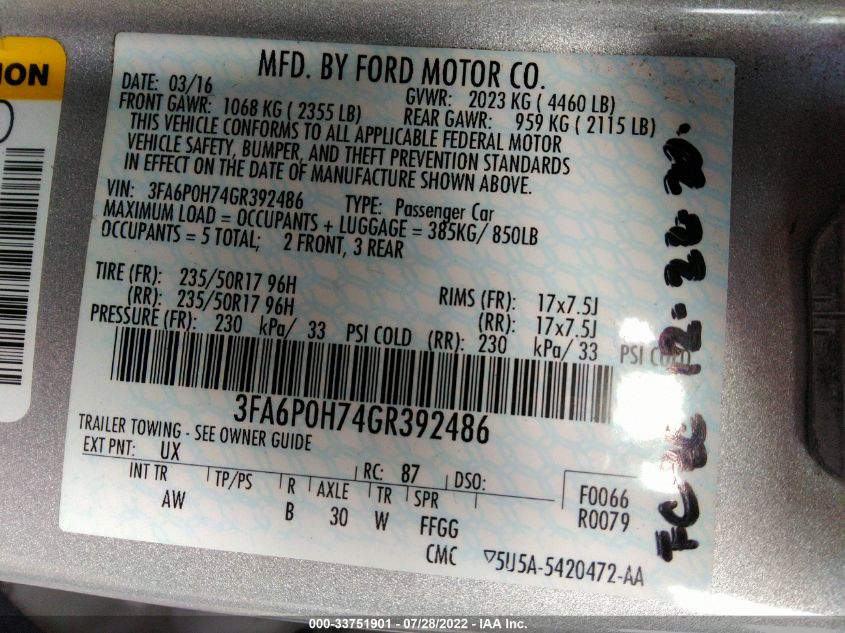 ION
MFD. BY FORD MOTOR CO.
DATE: 03/16 GVWR: 2023 KG ( 4460 LB)
FRONT GAWR: 1068 KG ( 2355 LB) REAR GAWR: 959 KG ( 2115 LB)
THIS VEHICLE CONFORMS TO ALL APPLICABLE FEDERAL MOTOR
VEHICLE SAFETY, BUMPER, AND THEFT PREVENTION STANDARDS
IN EFFECT ON THE DATE OF MANUFACTURE SHOWN ABOVE.
VIN: 3FA6P0H74GR392486 TYPE: Passenger Car
MAXIMUM LOAD = OCCUPANTS + LUGGAGE = 385KG/ 850LB
OCCUPANTS = 5 TOTAL; 2 FRONT, 3 REAR
TIRE (FR): 235/50R17 96H RIMS (FR): 17x7.5J
(RR): 235/50R17 96H (RR): 17x7.5J
PRESSURE (FR): 230 kPa/ 33 PSI COLD (RR): 230 kPa/ 33 PSI COLD
3FA6P0H74GR392486
TRAILER TOWING - SEE OWNER GUIDE
EXT PNT: UX RC: 87 DSO:
INT TR TP/PS R AXLE TR SPR F0066
AW B 30 W FFGG R0079
CMC ▽5U5A-5420472-AA
000-33751901 / 07/28/2022 - IAA Inc.